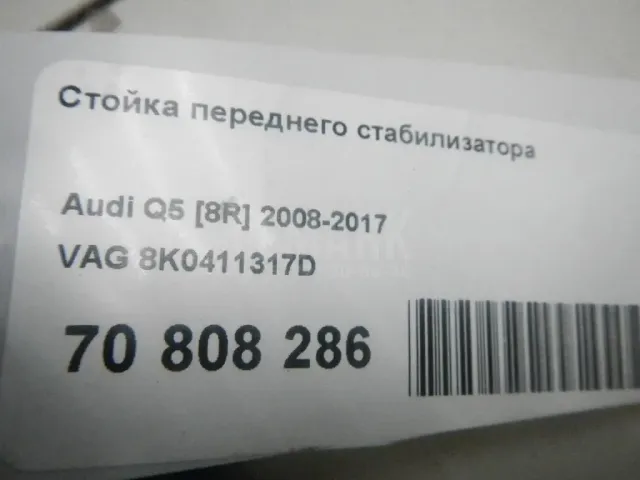 Стойка переднего стабилизатора
Audi Q5 [8R] 2008-2017
VAG 8K0411317D
70 808 286